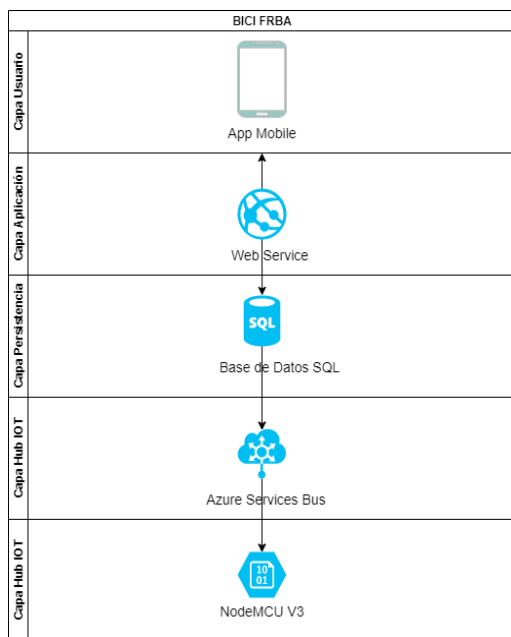 BICI FRBA
Capa Usuario
App Mobile
Capa Aplicación
Web Service
Capa Persistencia
SQL
Base de Datos SQL
Capa Hub IOT
Azure Services Bus
Capa Hub IOT
10
01
NodeMCU V3